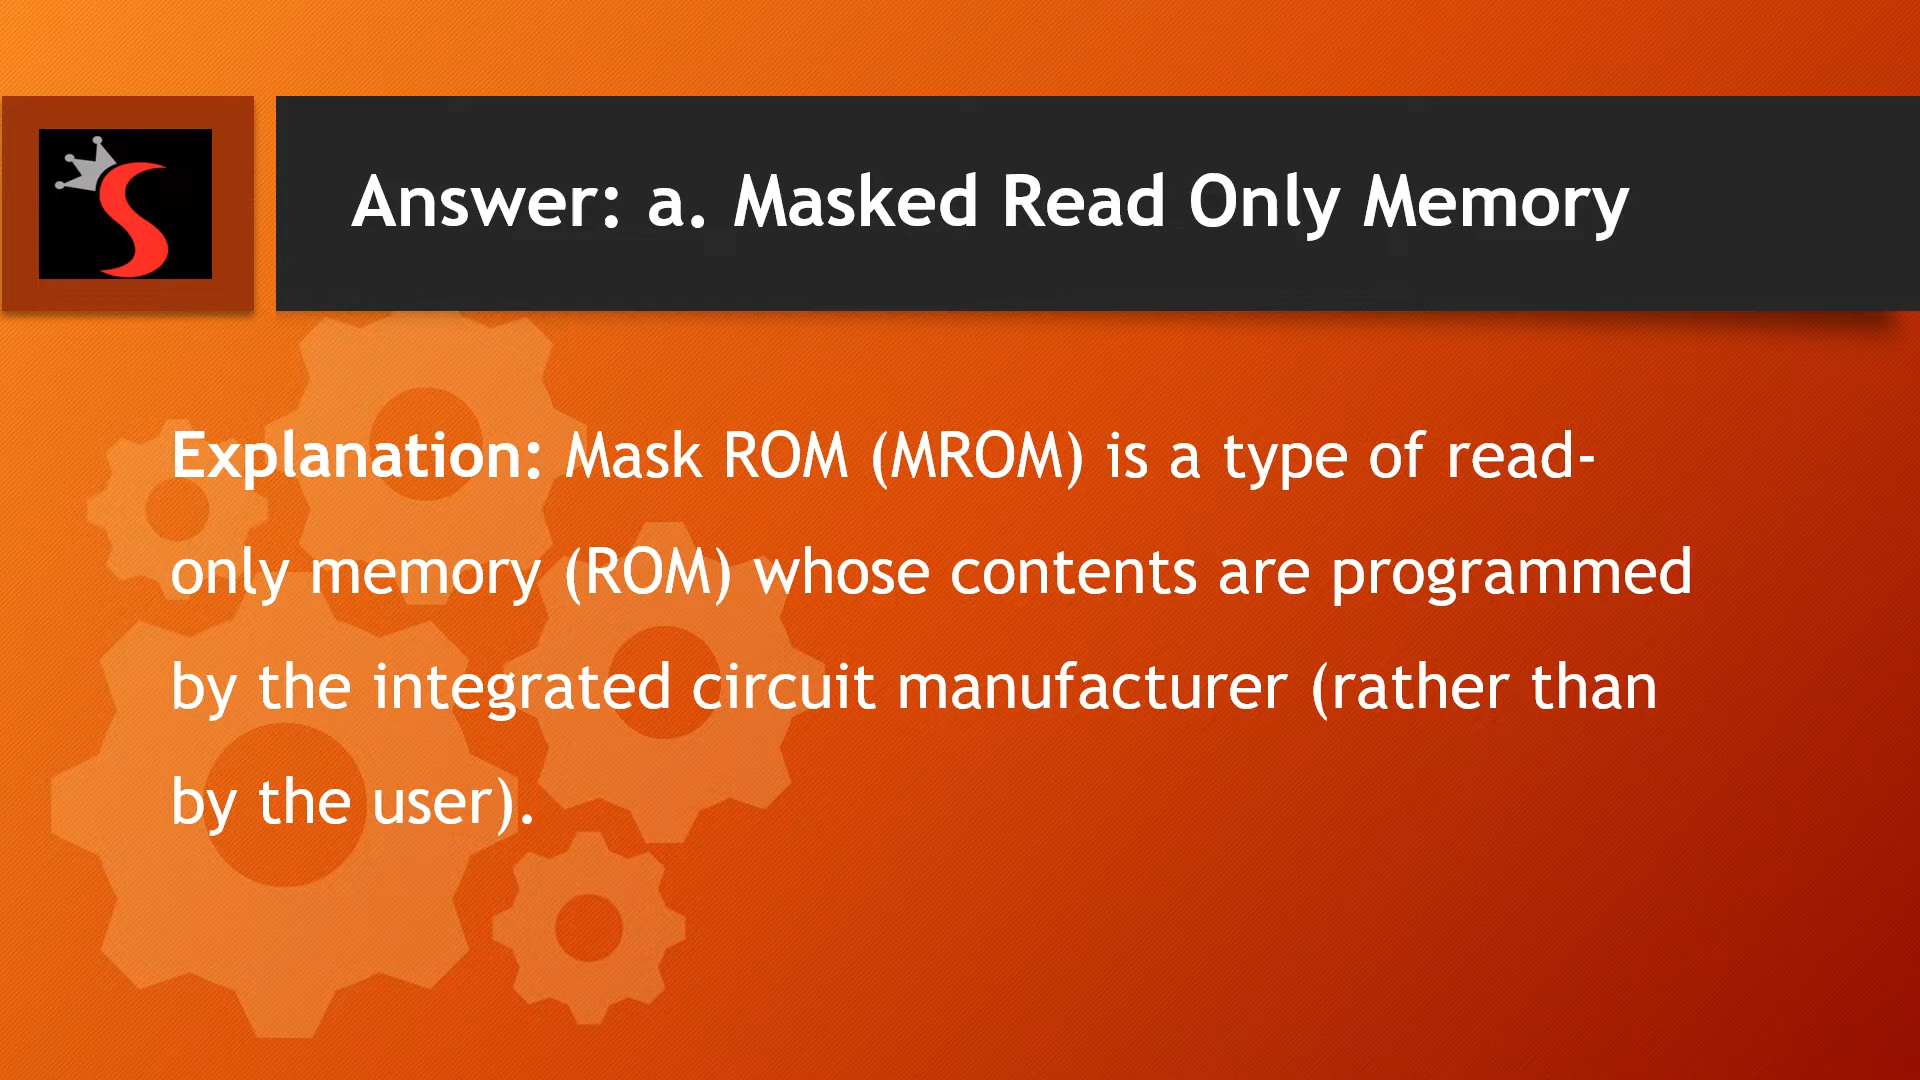 Answer: a. Masked Read Only Memory
Explanation: Mask ROM (MROM) is a type of read-
only memory (ROM) whose contents are programmed
by the integrated circuit manufacturer (rather than
by the user).